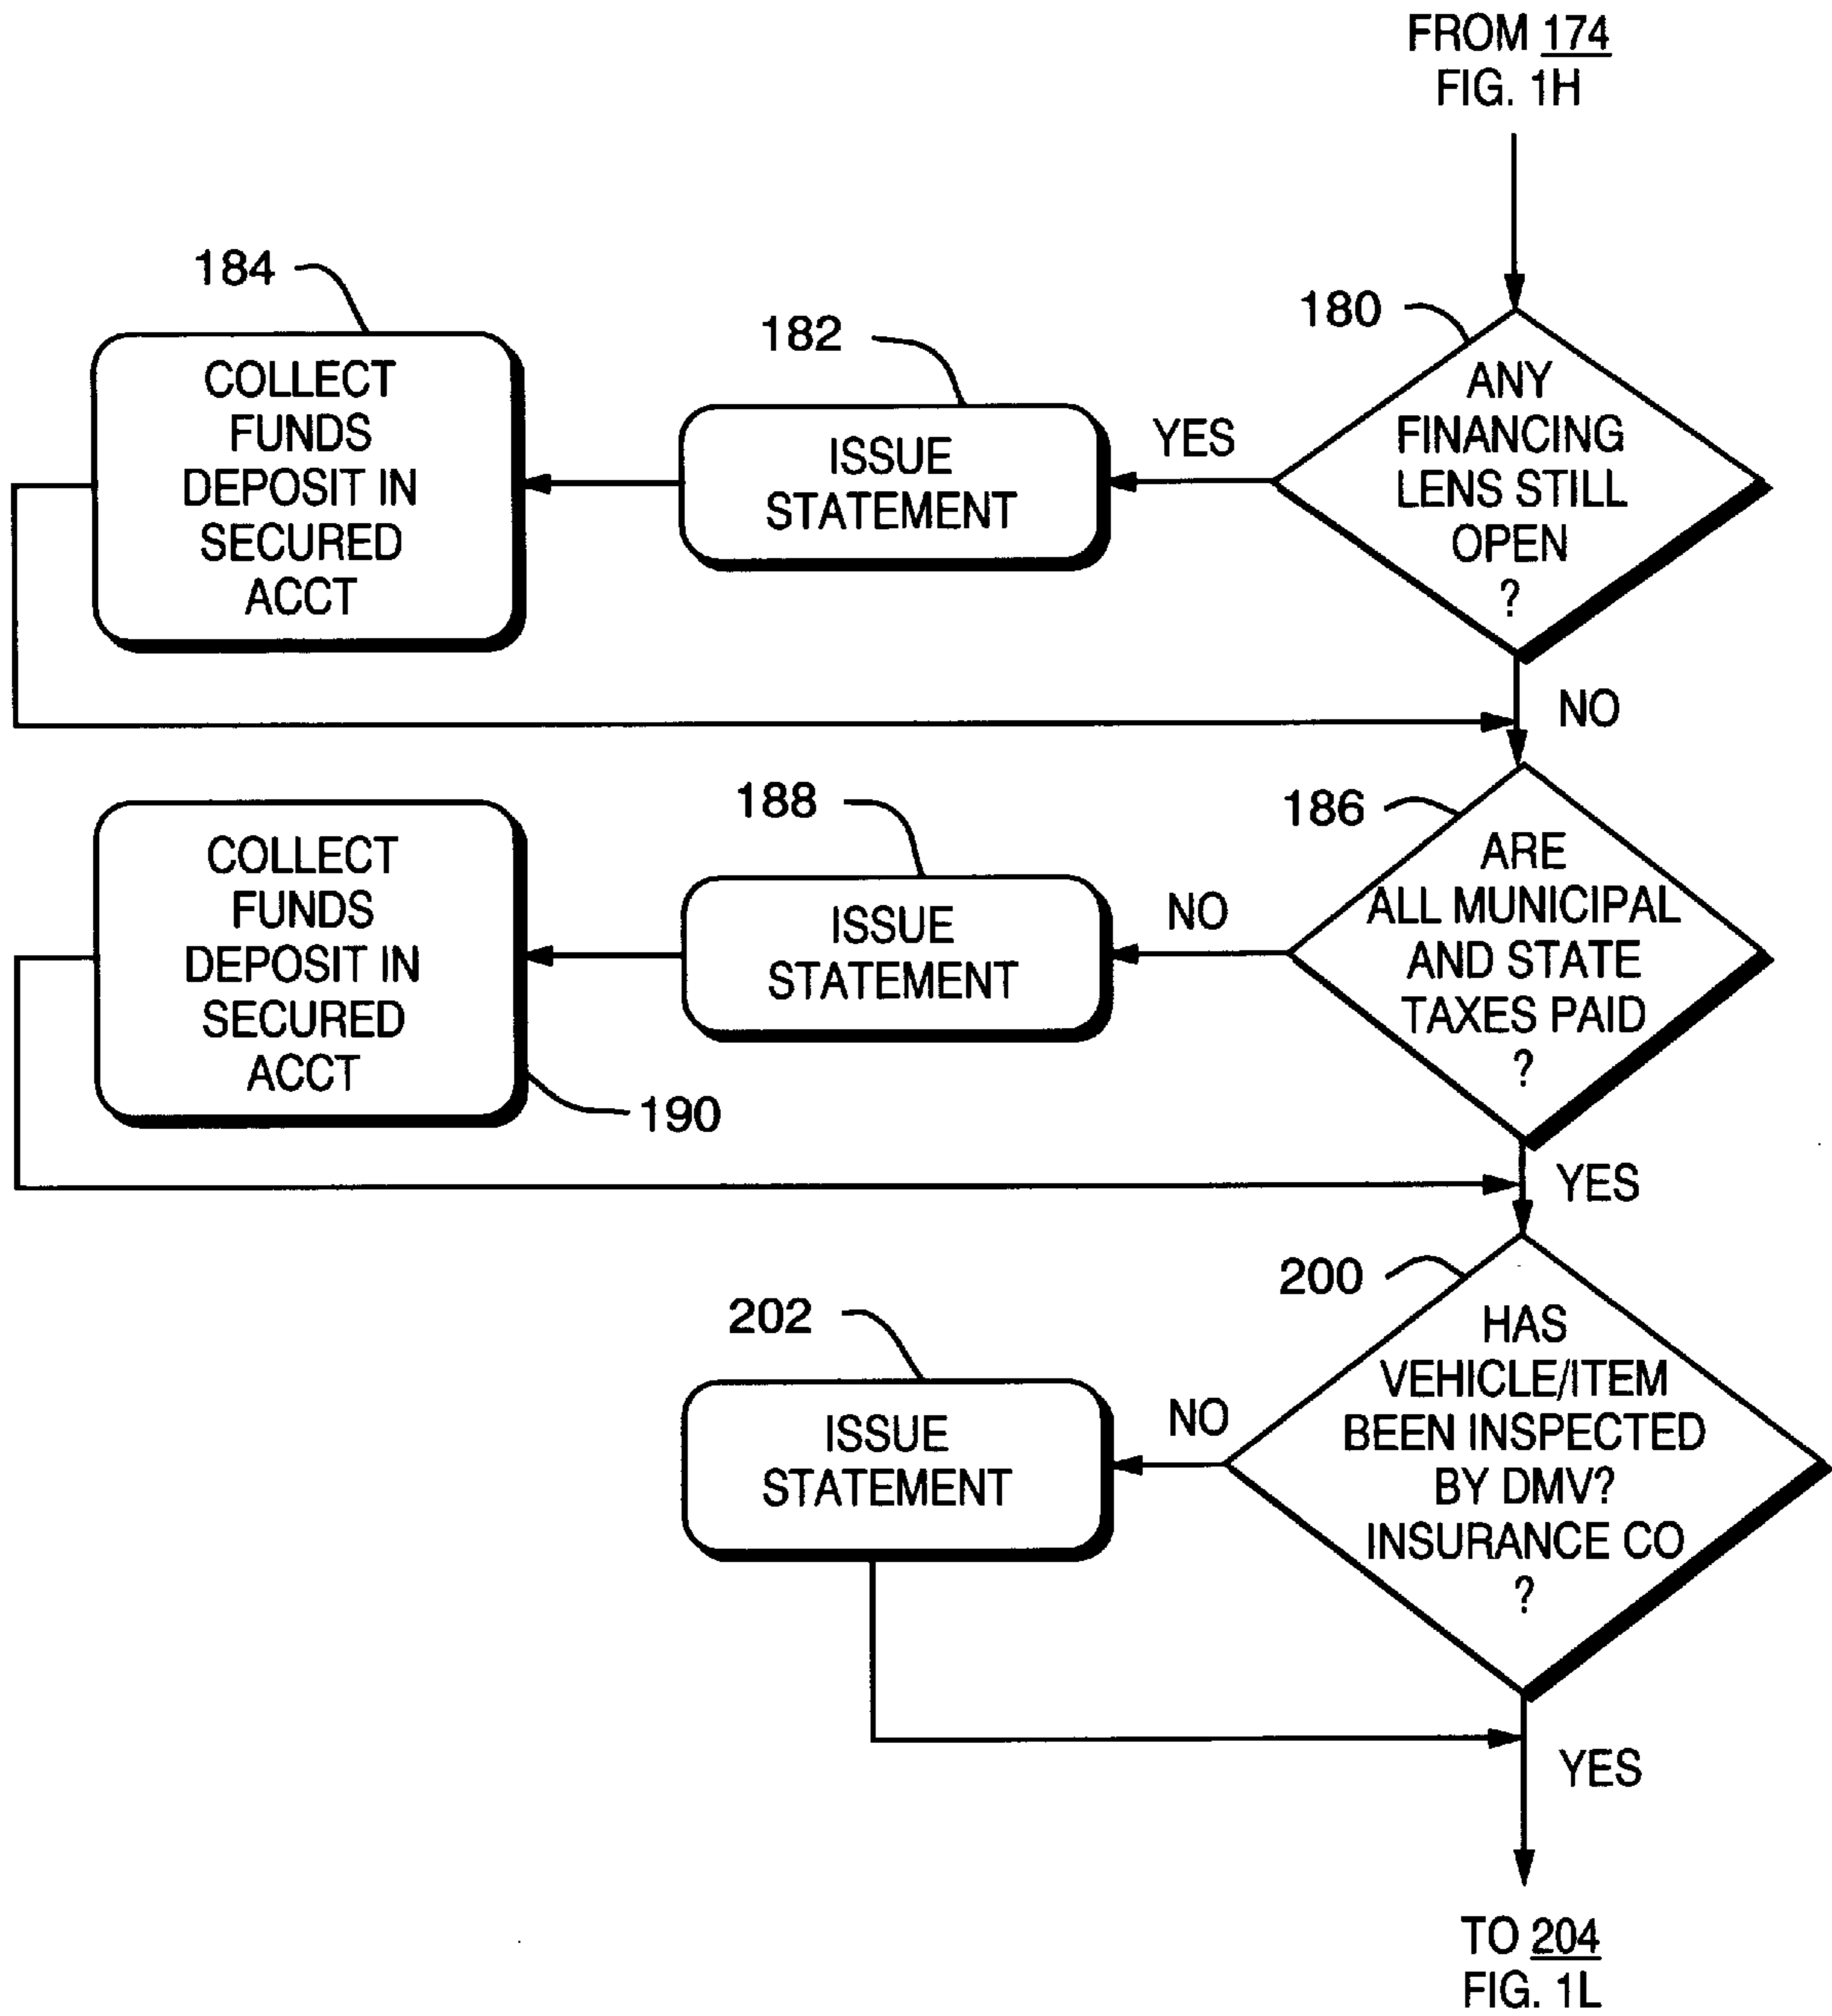 FROM 174
FIG. 1H
180
ANY
FINANCING
LENS STILL
OPEN
?
YES
NO
182
ISSUE
STATEMENT
184
COLLECT
FUNDS
DEPOSIT IN
SECURED
ACCT
186
ARE
ALL MUNICIPAL
AND STATE
TAXES PAID
?
NO
YES
188
ISSUE
STATEMENT
COLLECT
FUNDS
DEPOSIT IN
SECURED
ACCT
190
200
HAS
VEHICLE/ITEM
BEEN INSPECTED
BY DMV?
INSURANCE CO
?
NO
YES
202
ISSUE
STATEMENT
TO 204
FIG. 1L